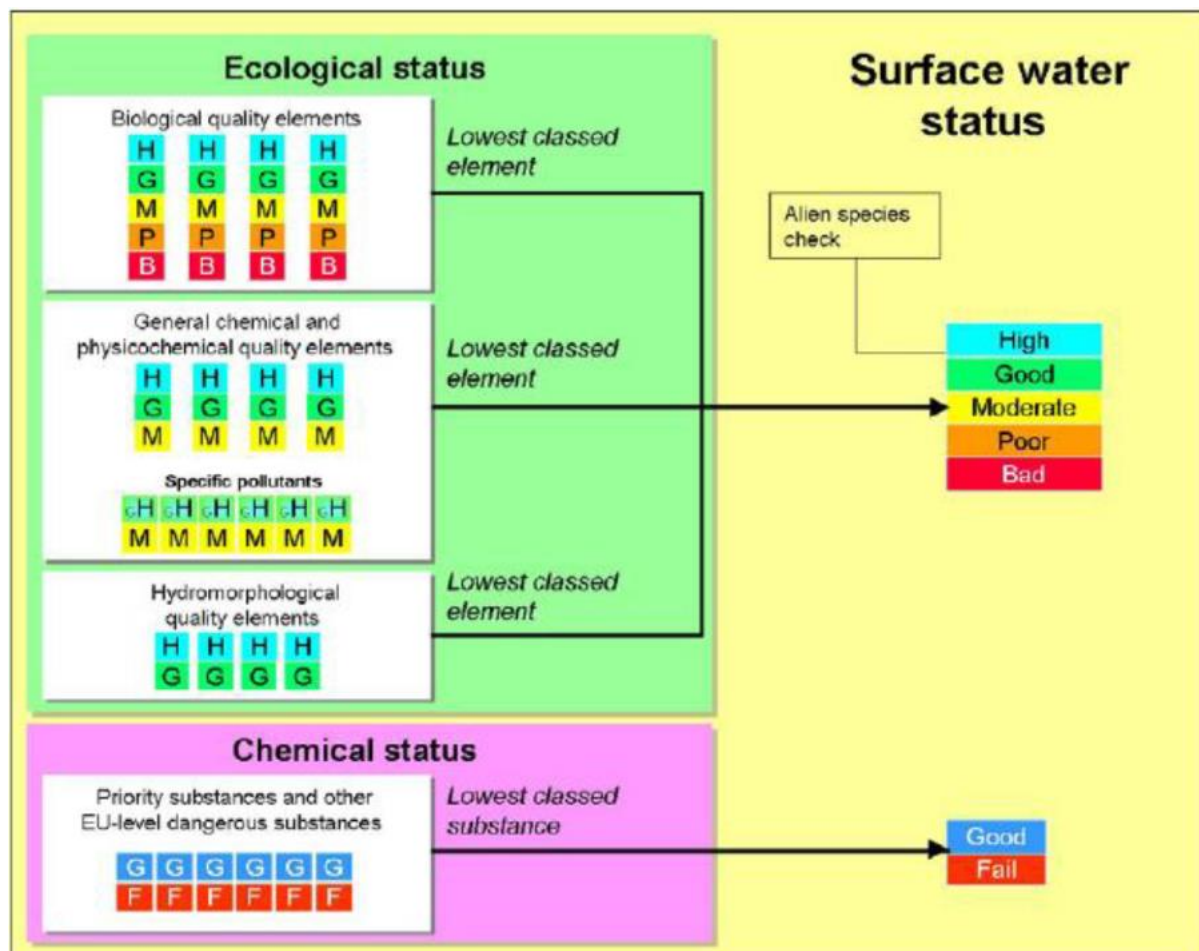 Ecological status
Surface water
status
Biological quality elements
H H H H
G G G G
M M M M
P P P P
B B B B
Lowest classed
element
Alien species
check
General chemical and
physicochemical quality elements
H H H H
G G G G
M M M M
Lowest classed
element
Specific pollutants
GH GH GH GH GH GH
M M M M M M
High
Good
Moderate
Poor
Bad
Hydromorphological
quality elements
H H H H
G G G G
Lowest classed
element
Chemical status
Priority substances and other
EU-level dangerous substances
G G G G G G
F F F F F F
Lowest classed
substance
Good
Fail